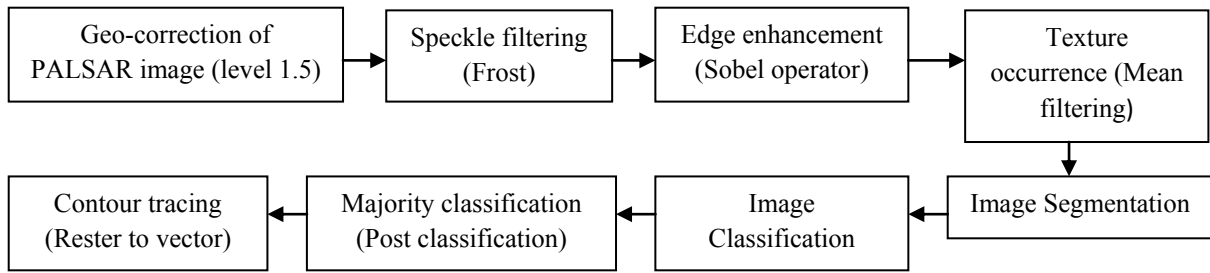 Geo-correction of
PALSAR image (level 1.5)
Speckle filtering
(Frost)
Edge enhancement
(Sobel operator)
Texture
occurrence (Mean
filtering)
Image Segmentation
Image
Classification
Majority classification
(Post classification)
Contour tracing
(Rester to vector)